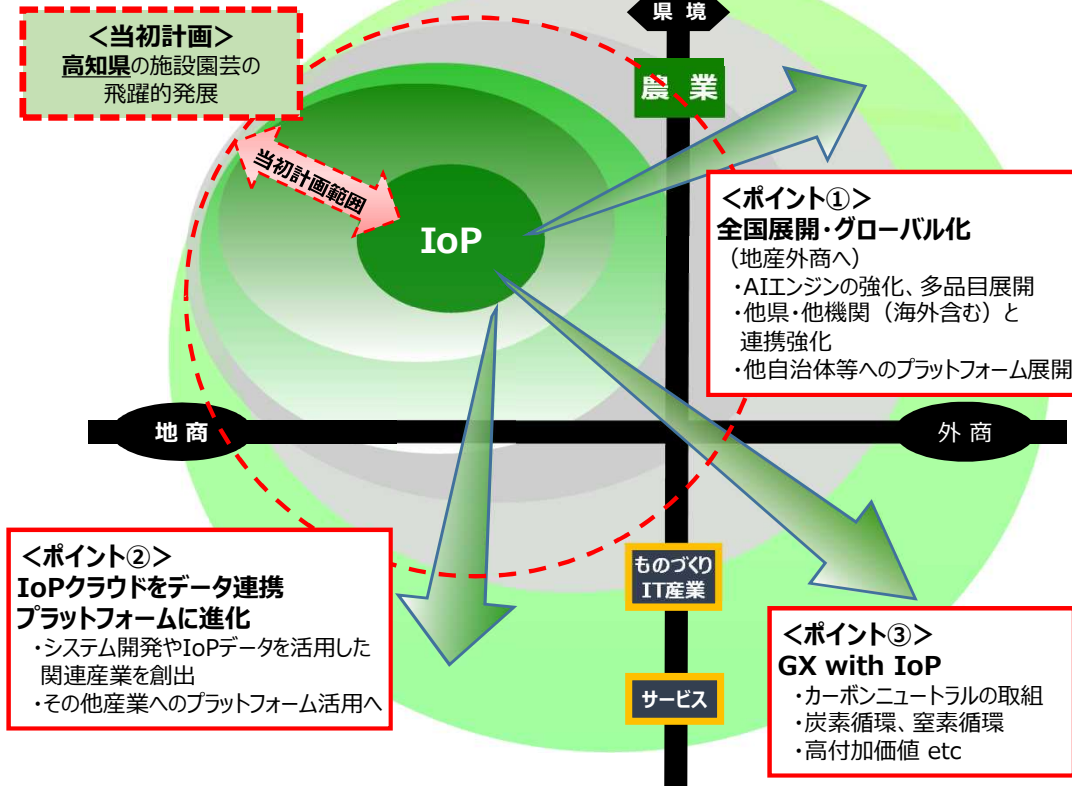 県 境
＜当初計画＞
高知県の施設園芸の
飛躍的発展
農 業
当初計画範囲
IoP
＜ポイント①＞
全国展開・グローバル化
（地産外商へ）
・AIエンジンの強化、多品目展開
・他県・他機関（海外含む）と
連携強化
・他自治体等へのプラットフォーム展開
地 商
外 商
＜ポイント②＞
IoPクラウドをデータ連携
プラットフォームに進化
・システム開発やIoPデータを活用した
関連産業を創出
・その他産業へのプラットフォーム活用へ
ものづくり
IT産業
サービス
＜ポイント③＞
GX with IoP
・カーボンニュートラルの取組
・炭素循環、窒素循環
・高付加価値 etc